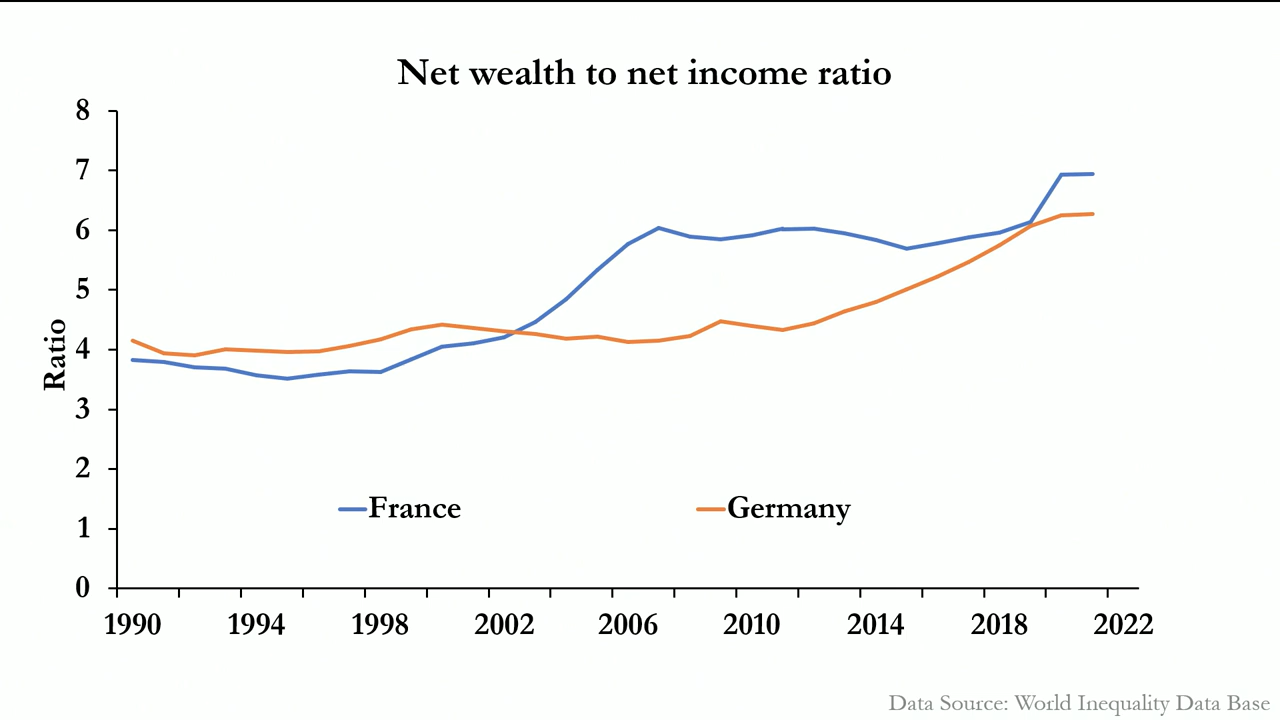 Net wealth to net income ratio
8
7
6
5
4
3
2
1
0
Ratio
France
Germany
1990 1994 1998 2002 2006 2010 2014 2018 2022
Data Source: World Inequality Data Base